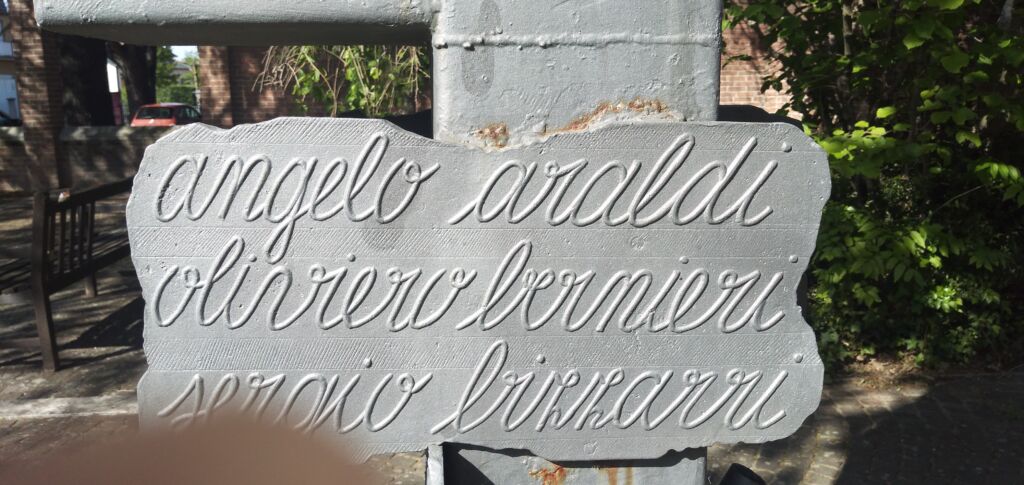 angelo araldi
oliviero bernieri
sergio bizzarri